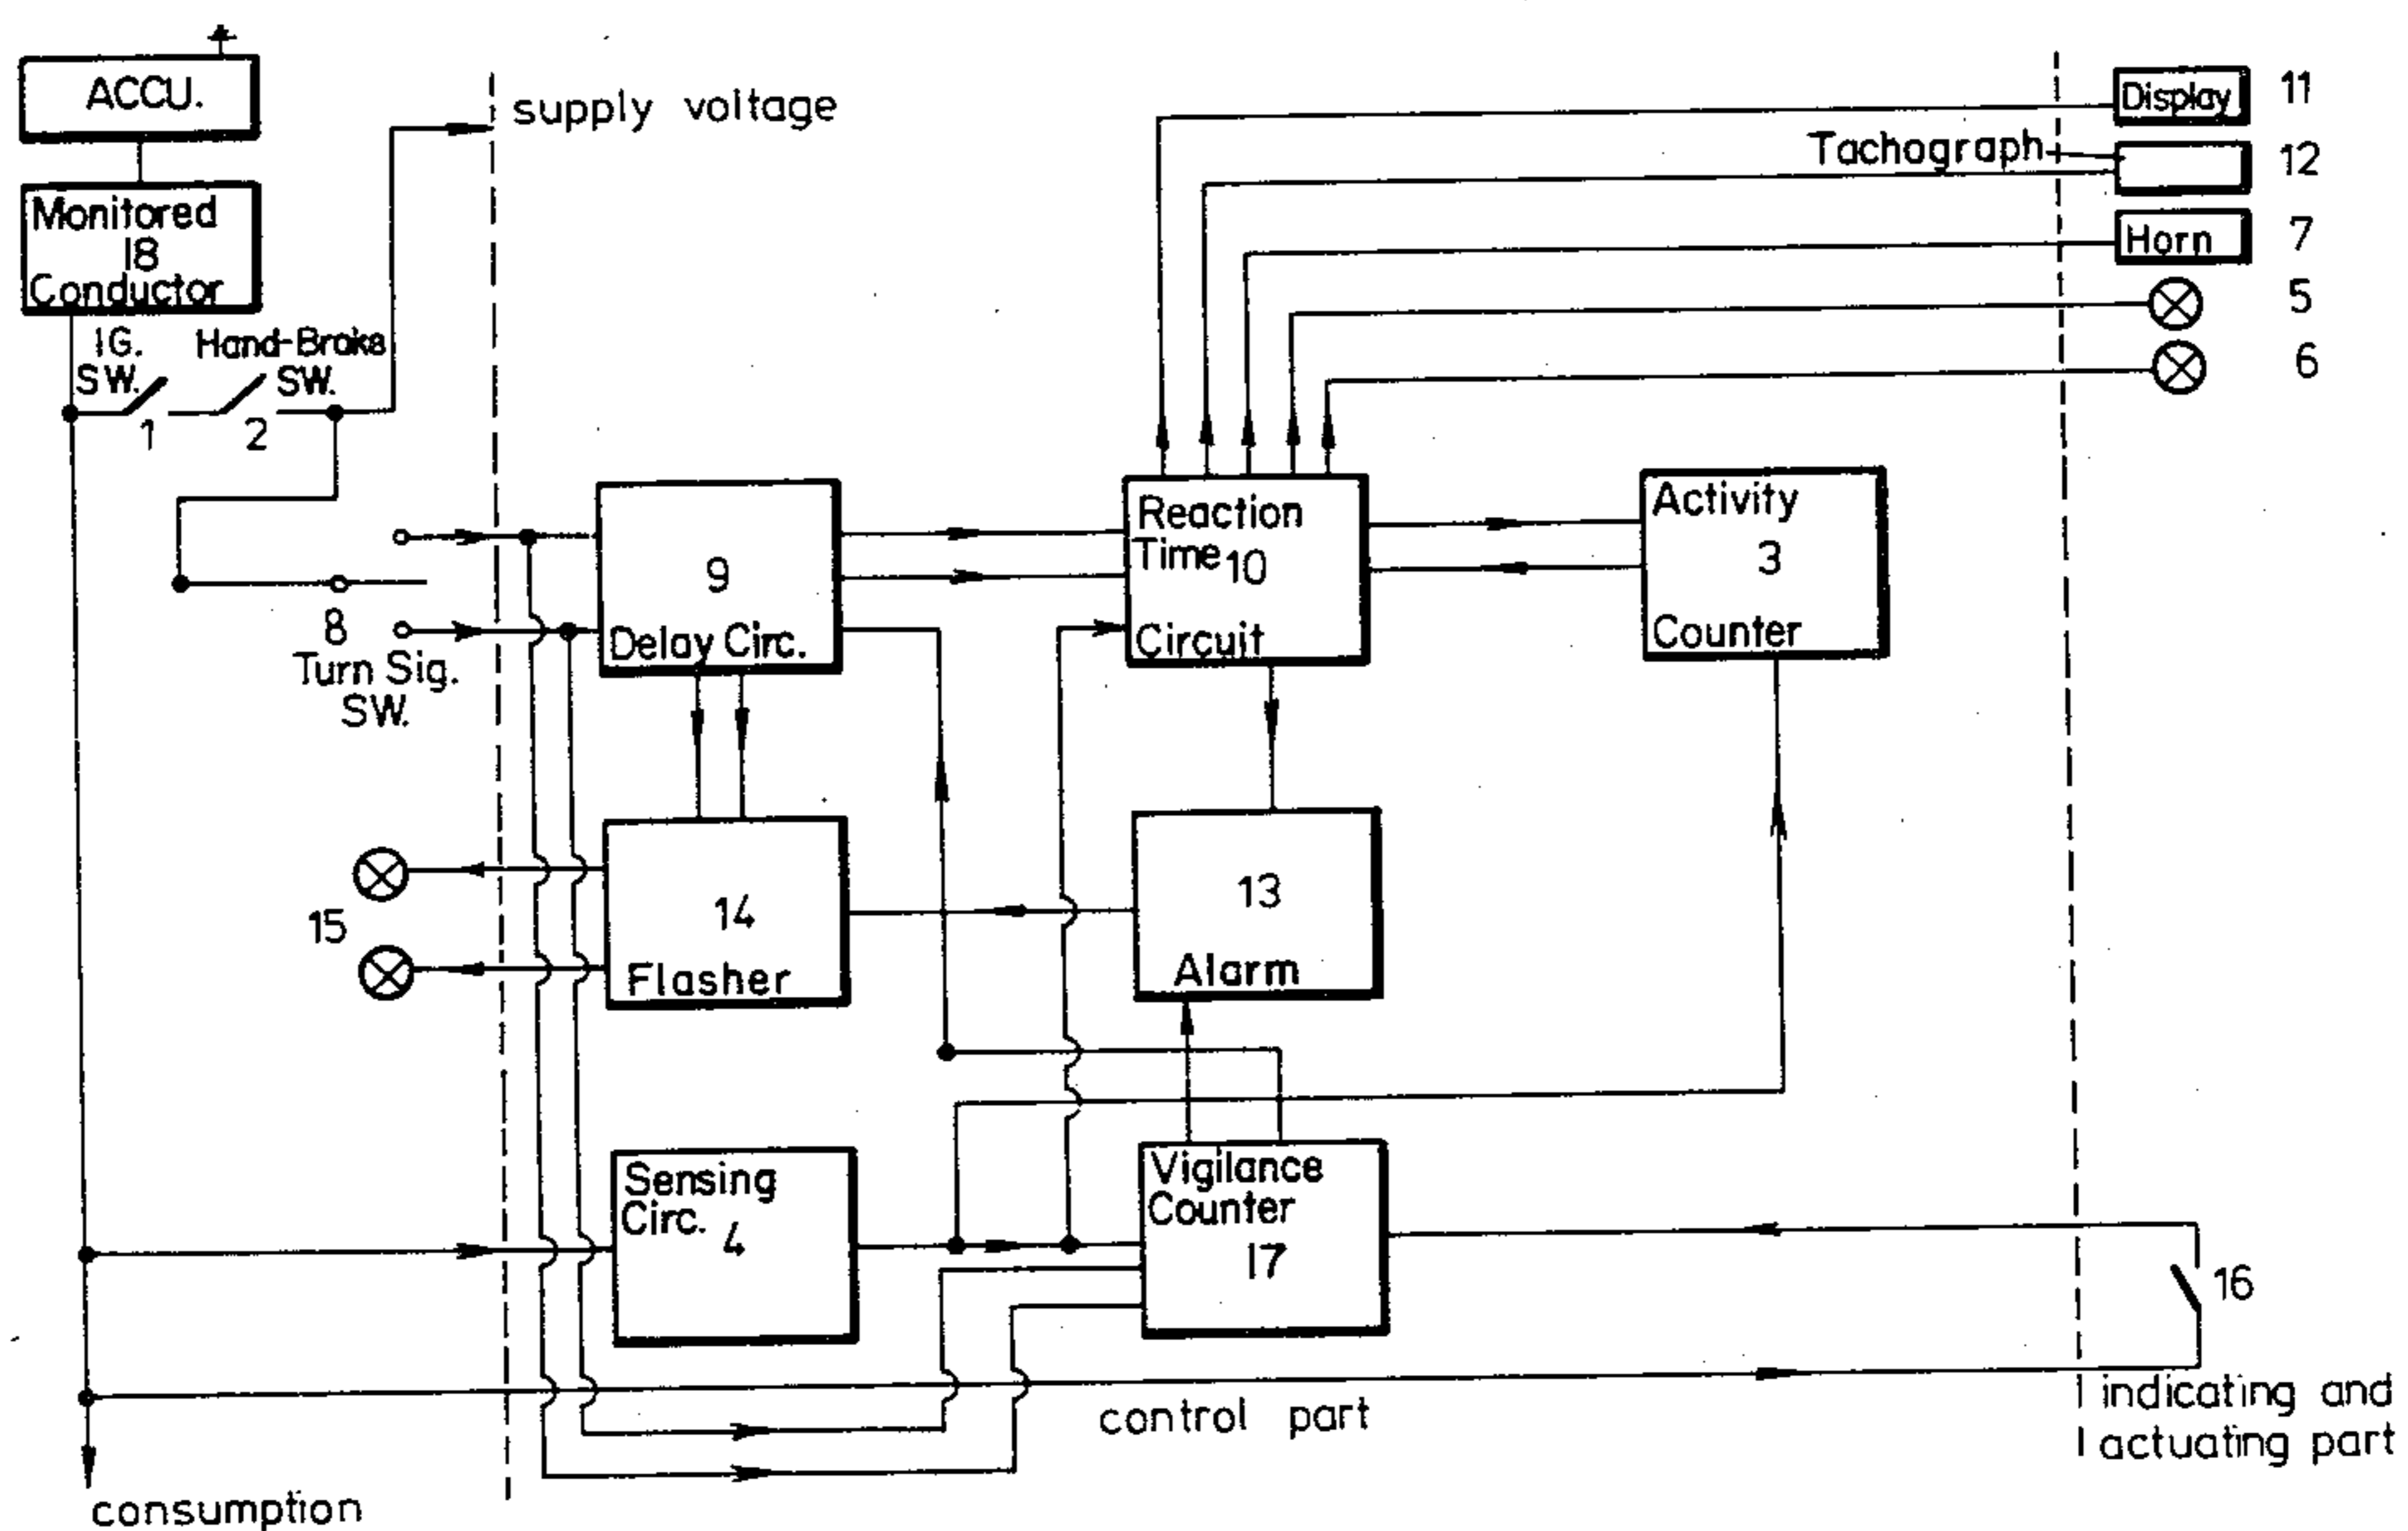 ACCU.
supply voltage
Display 11
Tachograph 12
Monitored
18
Conductor
Horn 7
5
6
IG.
SW.
Hand-Brake
SW.
1
2
8
Turn Sig.
SW.
9
Delay Circ.
Reaction
Time 10
Circuit
Activity
3
Counter
15
14
Flasher
13
Alarm
Sensing
Circ.
4
Vigilance
Counter
17
16
control part
indicating and
actuating part
consumption